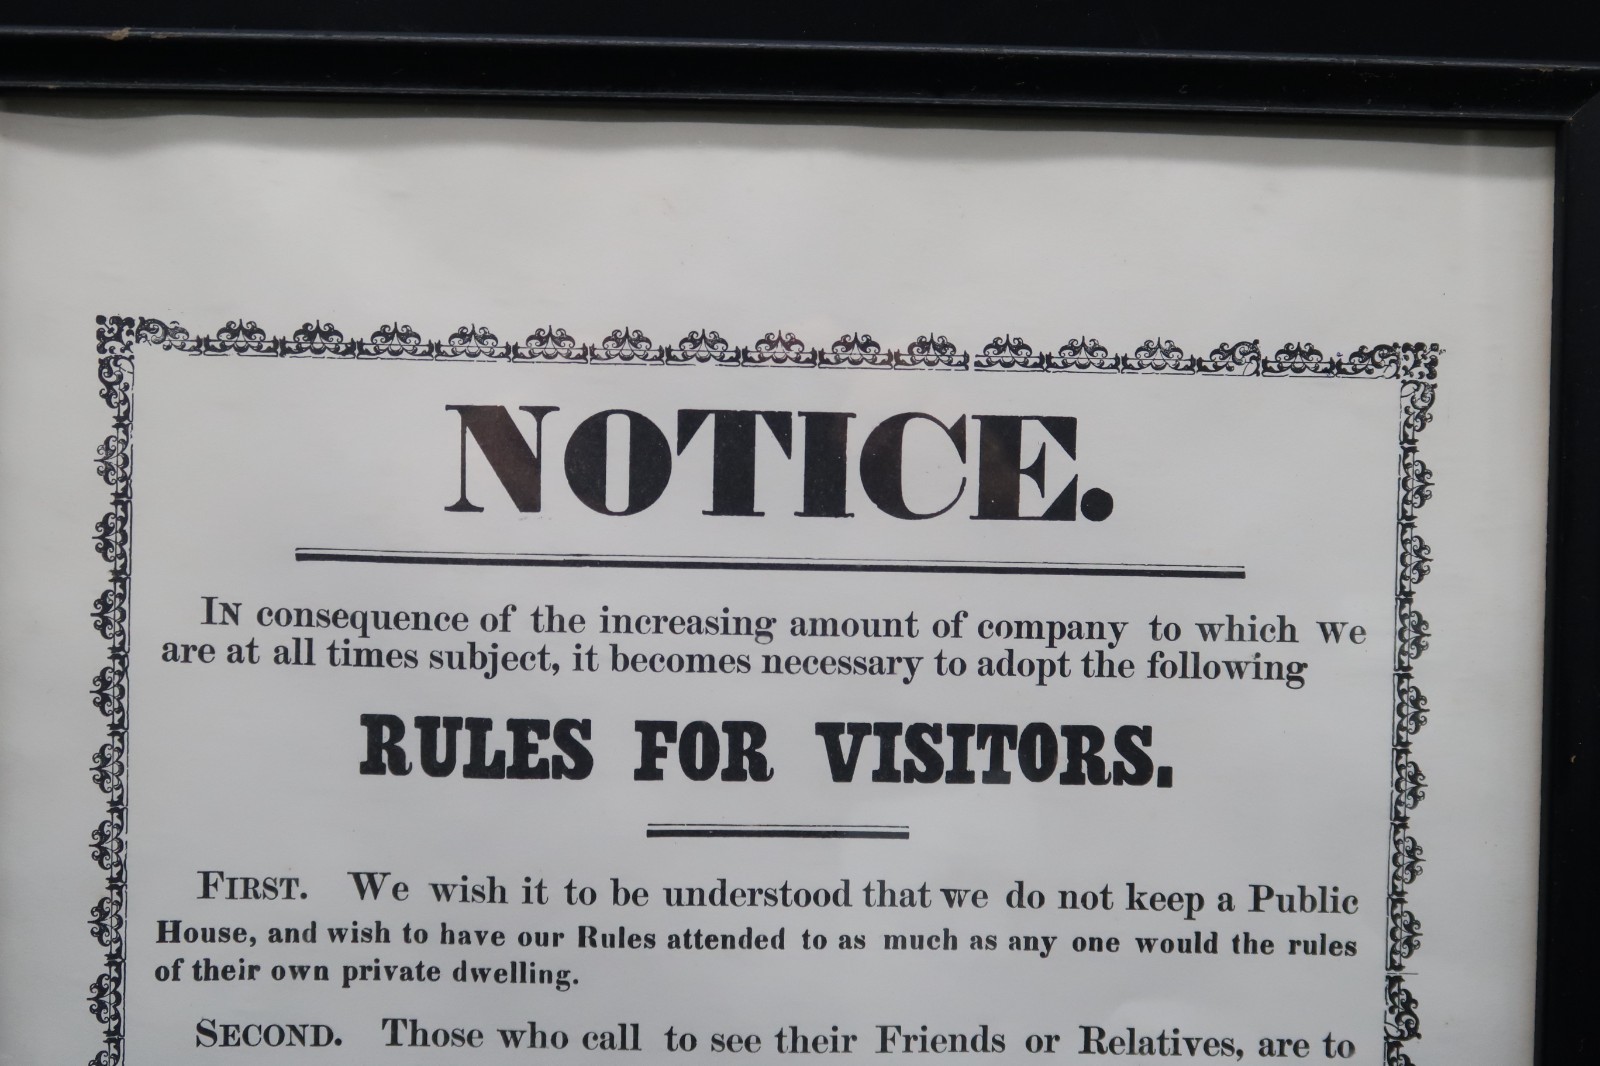 NOTICE.
IN consequence of the increasing amount of company to which we
are at all times subject, it becomes necessary to adopt the following
RULES FOR VISITORS.
FIRST. We wish it to be understood that we do not keep a Public
House, and wish to have our Rules attended to as much as any one would the rules
of their own private dwelling.
SECOND. Those who call to see their Friends or Relatives, are to